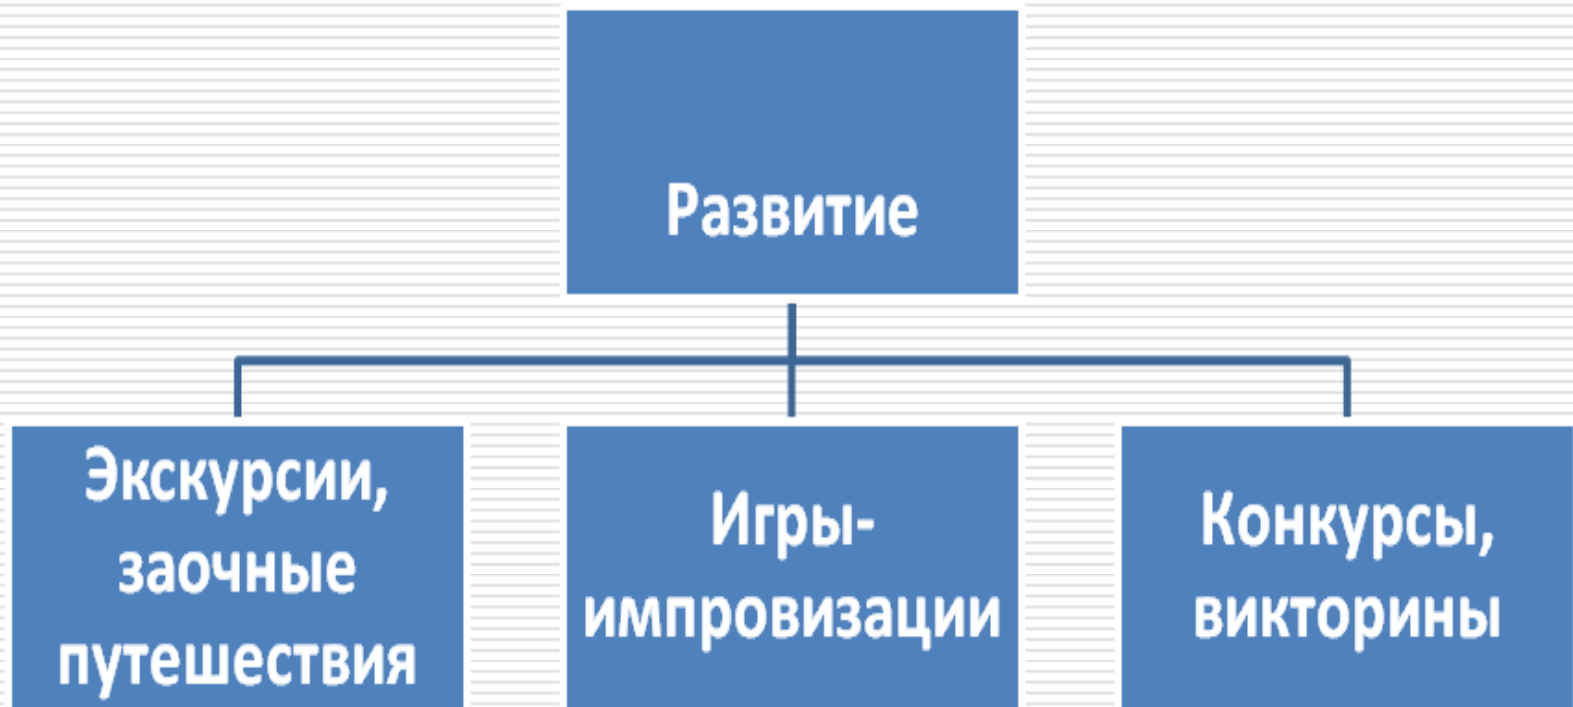 Развитие
Экскурсии,
заочные
путешествия
Игры-
импровизации
Конкурсы,
викторины